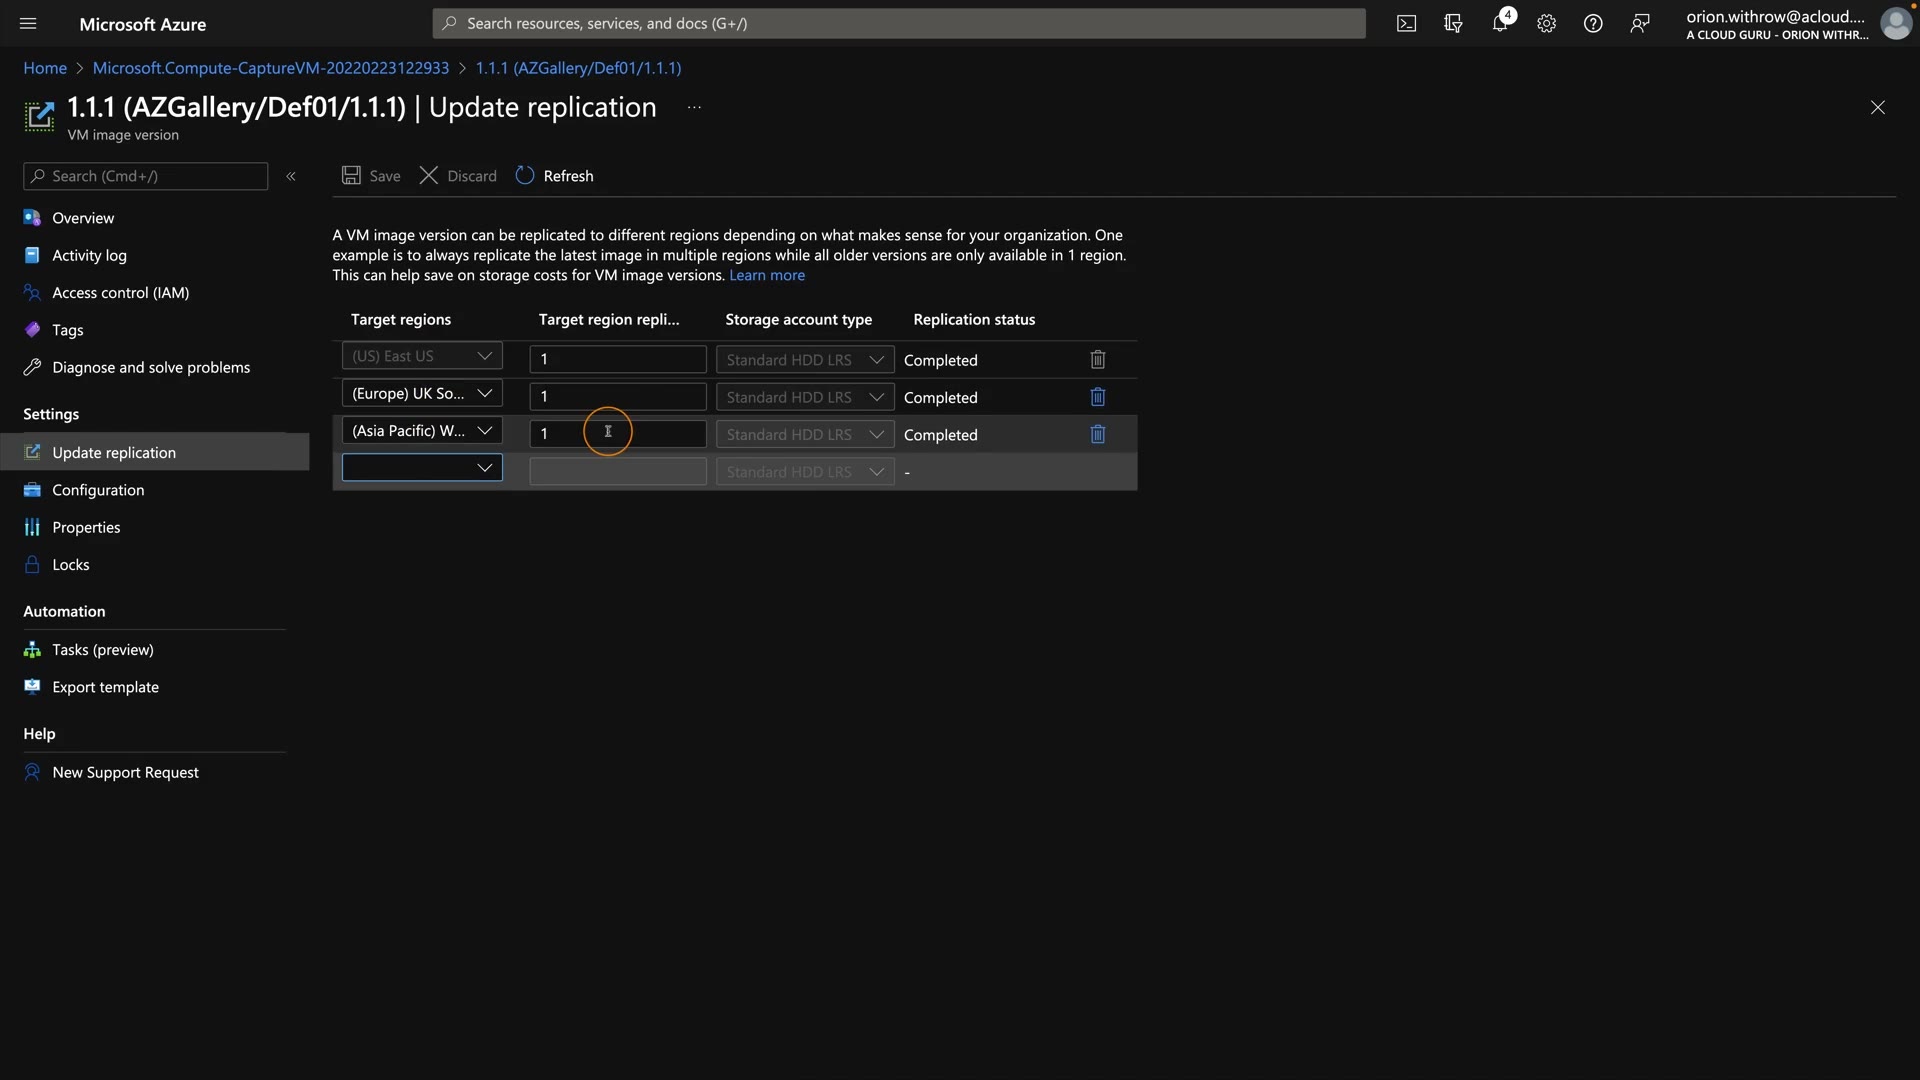 Microsoft Azure
Search resources, services, and docs (G+/)
4
orion.withrow@acloud....
A CLOUD GURU - ORION WITHR...
Home > Microsoft.Compute-CaptureVM-20220223122933 > 1.1.1 (AZGallery/Def01/1.1.1)
1.1.1 (AZGallery/Def01/1.1.1) | Update replication ...
VM image version
Search (Cmd+/)
«
Save
Discard
Refresh
Overview
Activity log
Access control (IAM)
Tags
Diagnose and solve problems
Settings
Update replication
Configuration
Properties
Locks
Automation
Tasks (preview)
Export template
Help
New Support Request
A VM image version can be replicated to different regions depending on what makes sense for your organization. One
example is to always replicate the latest image in multiple regions while all older versions are only available in 1 region.
This can help save on storage costs for VM image versions. Learn more
Target regions Target region repli... Storage account type Replication status
(US) East US 1 Standard HDD LRS Completed
(Europe) UK So... 1 Standard HDD LRS Completed
(Asia Pacific) W... 1 Standard HDD LRS Completed
Standard HDD LRS -